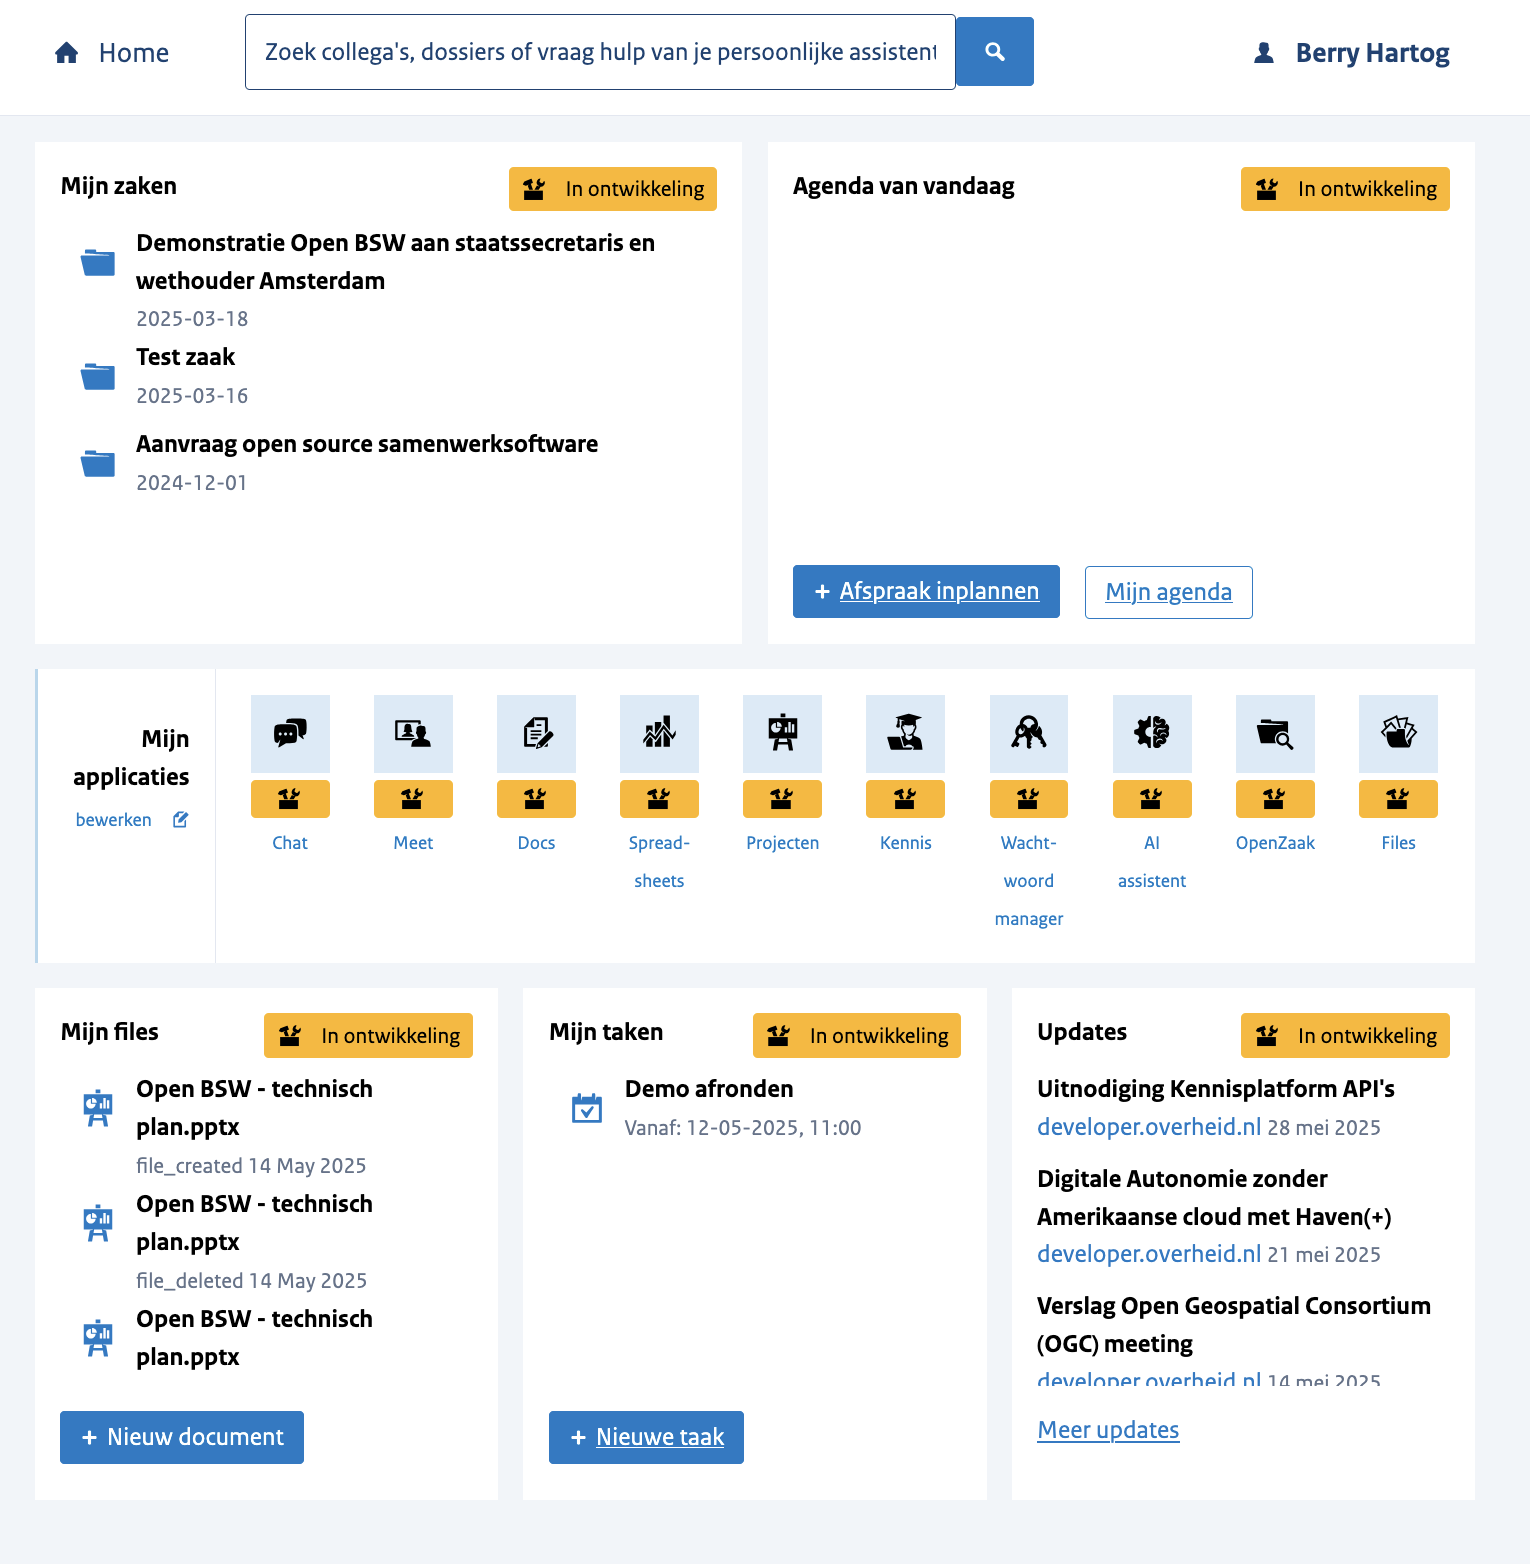 Home
Zoek collega's, dossiers of vraag hulp van je persoonlijke assistent
Berry Hartog
Mijn zaken
In ontwikkeling
Demonstratie Open BSW aan staatssecretaris en
wethouder Amsterdam
2025-03-18
Test zaak
2025-03-16
Aanvraag open source samenwerksoftware
2024-12-01
Agenda van vandaag
In ontwikkeling
+ Afspraak inplannen
Mijn agenda
Mijn
applicaties
bewerken
Chat
Meet
Docs
Spread-
sheets
Projecten
Kennis
Wacht-
woord
manager
AI
assistent
OpenZaak
Files
Mijn files
In ontwikkeling
Open BSW - technisch
plan.pptx
file_created 14 May 2025
Open BSW - technisch
plan.pptx
file_deleted 14 May 2025
Open BSW - technisch
plan.pptx
+ Nieuw document
Mijn taken
In ontwikkeling
Demo afronden
Vanaf: 12-05-2025, 11:00
+ Nieuwe taak
Updates
In ontwikkeling
Uitnodiging Kennisplatform API's
developer.overheid.nl 28 mei 2025
Digitale Autonomie zonder
Amerikaanse cloud met Haven(+)
developer.overheid.nl 21 mei 2025
Verslag Open Geospatial Consortium
(OGC) meeting
developer.overheid.nl 14 mei 2025
Meer updates